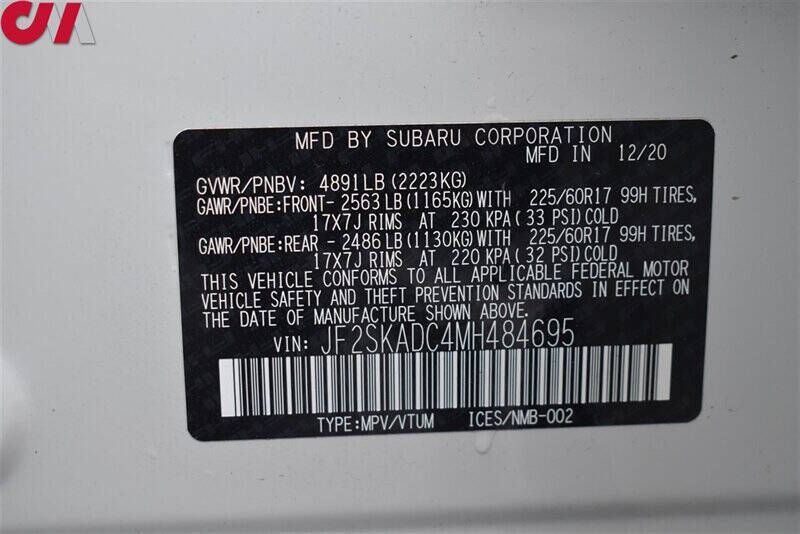 MFD BY SUBARU CORPORATION
MFD IN 12/20
GVWR/PNBV: 4891LB (2223KG)
GAWR/PNBE:FRONT- 2563 LB (1165KG) WITH 225/60R17 99H TIRES,
17X7J RIMS AT 230 KPA( 33 PSI) COLD
GAWR/PNBE:REAR - 2486 LB (1130KG) WITH 225/60R17 99H TIRES,
17X7J RIMS AT 220 KPA( 32 PSI) COLD
THIS VEHICLE CONFORMS TO ALL APPLICABLE FEDERAL MOTOR
VEHICLE SAFETY AND THEFT PREVENTION STANDARDS IN EFFECT ON
THE DATE OF MANUFACTURE SHOWN ABOVE.
VIN: JF2SKADC4MH484695
TYPE:MPV/VTUM ICES/NMB-002